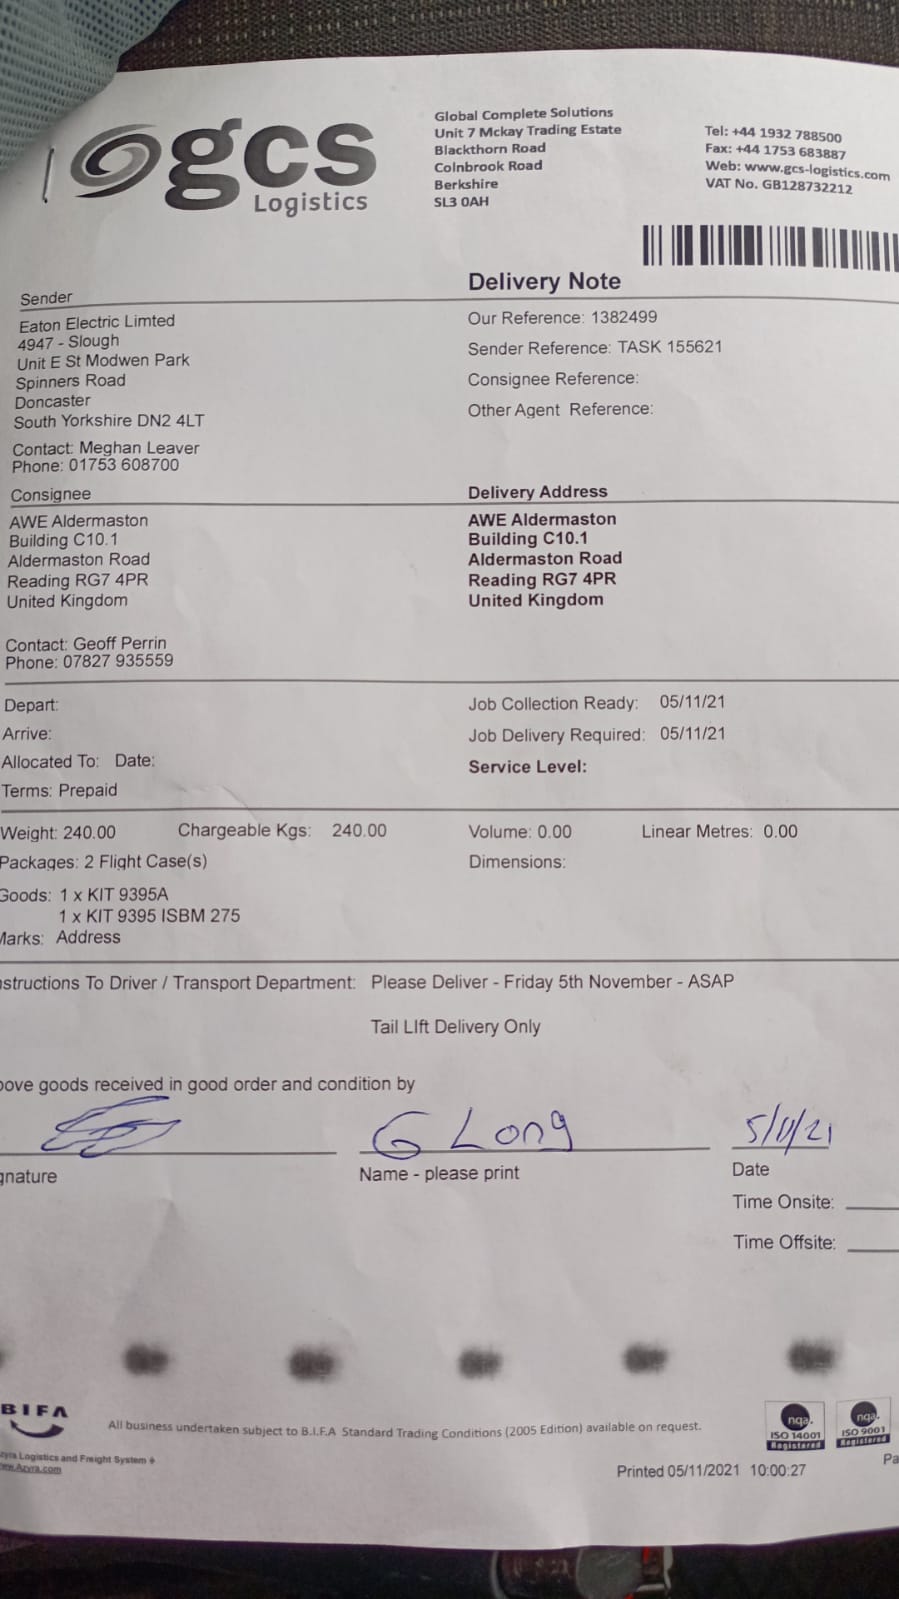 gcs
Logistics
Global Complete Solutions
Unit 7 Mckay Trading Estate
Blackthorn Road
Colnbrook Road
Berkshire
SL3 0AH
Tel: +44 1932 788500
Fax: +44 1753 683887
Web: www.gcs-logistics.com
VAT No. GB128732212
Delivery Note
Sender
Eaton Electric Limted
4947 - Slough
Unit E St Modwen Park
Spinners Road
Doncaster
South Yorkshire DN2 4LT
Contact: Meghan Leaver
Phone: 01753 608700
Our Reference: 1382499
Sender Reference: TASK 155621
Consignee Reference:
Other Agent Reference:
Consignee
AWE Aldermaston
Building C10.1
Aldermaston Road
Reading RG7 4PR
United Kingdom
Contact: Geoff Perrin
Phone: 07827 935559
Delivery Address
AWE Aldermaston
Building C10.1
Aldermaston Road
Reading RG7 4PR
United Kingdom
Depart:
Arrive:
Allocated To: Date:
Terms: Prepaid
Job Collection Ready: 05/11/21
Job Delivery Required: 05/11/21
Service Level:
Weight: 240.00 Chargeable Kgs: 240.00 Volume: 0.00 Linear Metres: 0.00
Packages: 2 Flight Case(s) Dimensions:
Goods: 1 x KIT 9395A
1 x KIT 9395 ISBM 275
Marks: Address
nstructions To Driver / Transport Department: Please Deliver - Friday 5th November - ASAP
Tail LIft Delivery Only
bove goods received in good order and condition by
G Long 5/11/21
gnature Name - please print Date
Time Onsite:
Time Offsite:
BIFA
All business undertaken subject to B.I.F.A Standard Trading Conditions (2005 Edition) available on request.
nqa.
ISO 14001
Registered
nqa.
ISO 9001
Registered
zyra Logistics and Freight System
ww.Azyra.com
Printed 05/11/2021 10:00:27
Pa